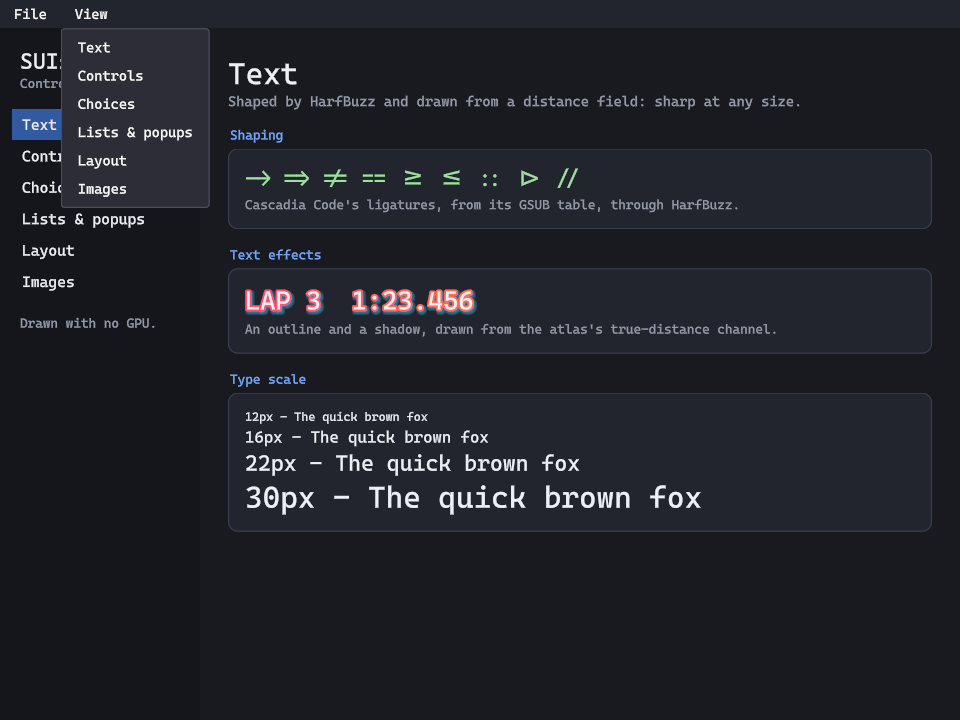 File View
Text
Controls
Choices
Lists & popups
Layout
Images
SUI
Contro
Text
Contr
Choic
Lists & popups
Layout
Images
Drawn with no GPU.
Text
Shaped by HarfBuzz and drawn from a distance field: sharp at any size.
Shaping
→ ⇒ ≠ == ≥ ≤ :: ▷ //
Cascadia Code's ligatures, from its GSUB table, through HarfBuzz.
Text effects
LAP 3 1:23.456
An outline and a shadow, drawn from the atlas's true-distance channel.
Type scale
12px — The quick brown fox
16px — The quick brown fox
22px — The quick brown fox
30px — The quick brown fox